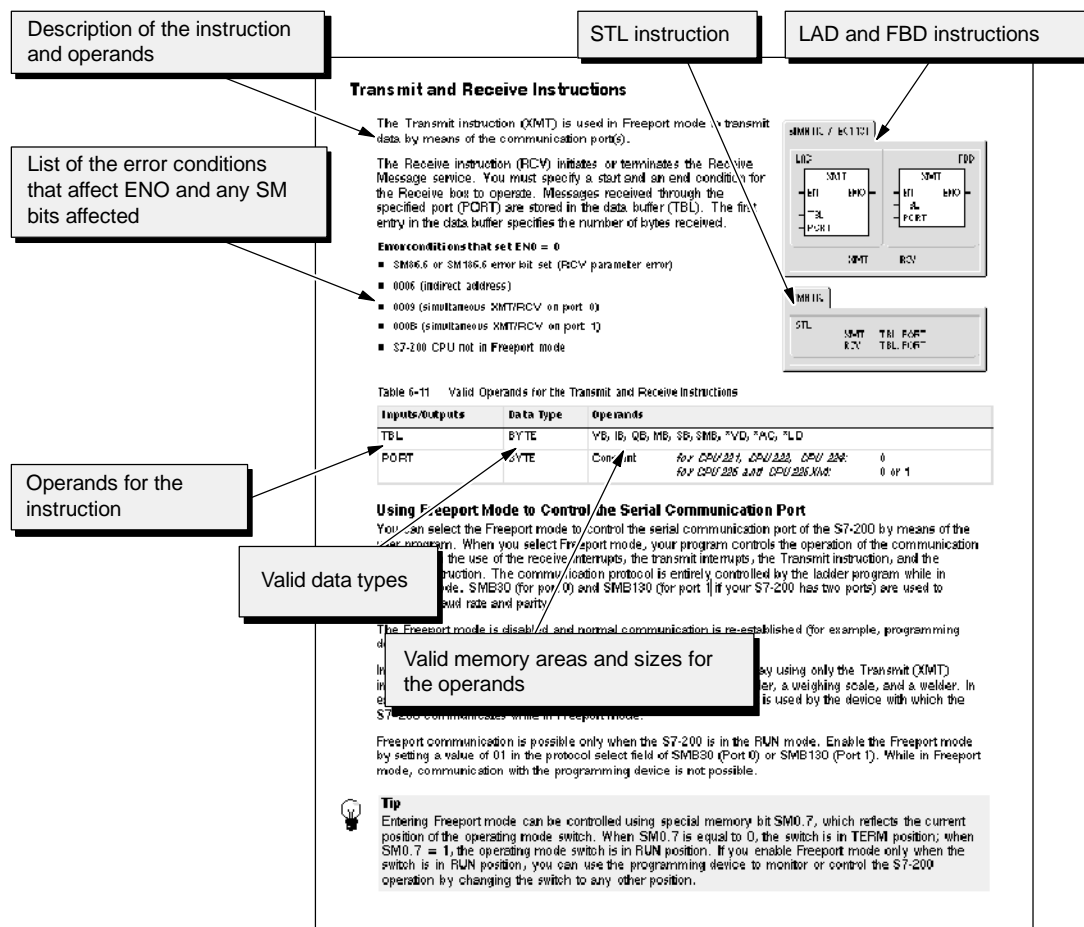 Description of the instruction
and operands
STL instruction
LAD and FBD instructions
Transmit and Receive Instructions
The Transmit instruction (XMT) is used in Freeport mode to transmit
data by means of the communication port(s).
List of the error conditions
that affect ENO and any SM
bits affected
The Receive instruction (RCV) initiates or terminates the Receive
Message service. You must specify a start and an end condition for
the Receive box to operate. Messages received through the
specified port (PORT) are stored in the data buffer (TBL). The first
entry in the data buffer specifies the number of bytes received.
Error conditions that set ENO = 0
■ SM86.6 or SM186.6 error bit set (RCV parameter error)
■ 0006 (indirect address)
■ 0009 (simultaneous XMT/RCV on port 0)
■ 000B (simultaneous XMT/RCV on port 1)
■ S7-200 CPU not in Freeport mode
LAD FBD
XMT XMT
EN ENO EN ENO
TBL
PORT PORT
XMT RCV
STL
XMT TBL, PORT
RCV TBL, PORT
Table 6-11 Valid Operands for the Transmit and Receive Instructions
Inputs/Outputs Data Type Operands
TBL BYTE VB, IB, QB, MB, SB, SMB, *VD, *AC, *LD
PORT BYTE Constant for CPU 221, CPU 222, CPU 224: 0
for CPU 226 and CPU 226XM: 0 or 1
Operands for the
instruction
Using Freeport Mode to Control the Serial Communication Port
You can select the Freeport mode to control the serial communication port of the S7-200 by means of the
program. When you select Freeport mode, your program controls the operation of the communication
the use of the receive interrupts, the transmit interrupts, the Transmit instruction, and the
The communication protocol is entirely controlled by the ladder program while in
SMB30 (for port 0) and SMB130 (for port 1 if your S7-200 has two ports) are used to
baud rate and parity.
Valid data types
The Freeport mode is disabled and normal communication is re-established (for example, programming
Valid memory areas and sizes for
the operands
using only the Transmit (XMT)
a weighing scale, and a welder. In
is used by the device with which the
S7-200 communicates while in Freeport mode.
Freeport communication is possible only when the S7-200 is in the RUN mode. Enable the Freeport mode
by setting a value of 01 in the protocol select field of SMB30 (Port 0) or SMB130 (Port 1). While in Freeport
mode, communication with the programming device is not possible.
Tip
Entering Freeport mode can be controlled using special memory bit SM0.7, which reflects the current
position of the operating mode switch. When SM0.7 is equal to 0, the switch is in TERM position; when
SM0.7 = 1, the operating mode switch is in RUN position. If you enable Freeport mode only when the
switch is in RUN position, you can use the programming device to monitor or control the S7-200
operation by changing the switch to any other position.